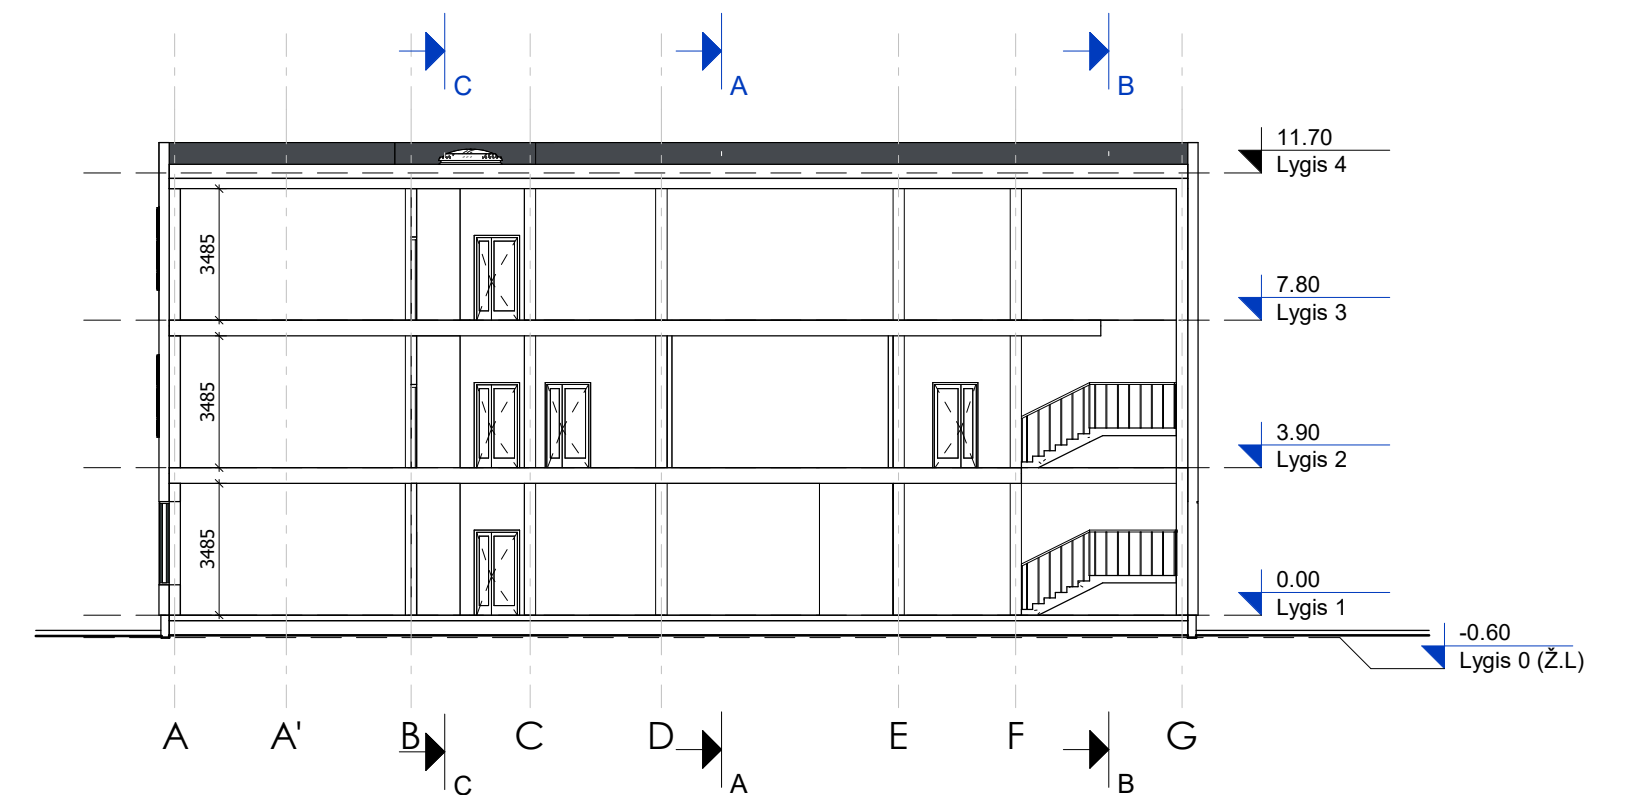 C
A
B
11.70
Lygis 4
3485
7.80
Lygis 3
3485
3.90
Lygis 2
3485
0.00
Lygis 1
-0.60
Lygis 0 (Ž.L)
A A' B C D E F G
C
A
B